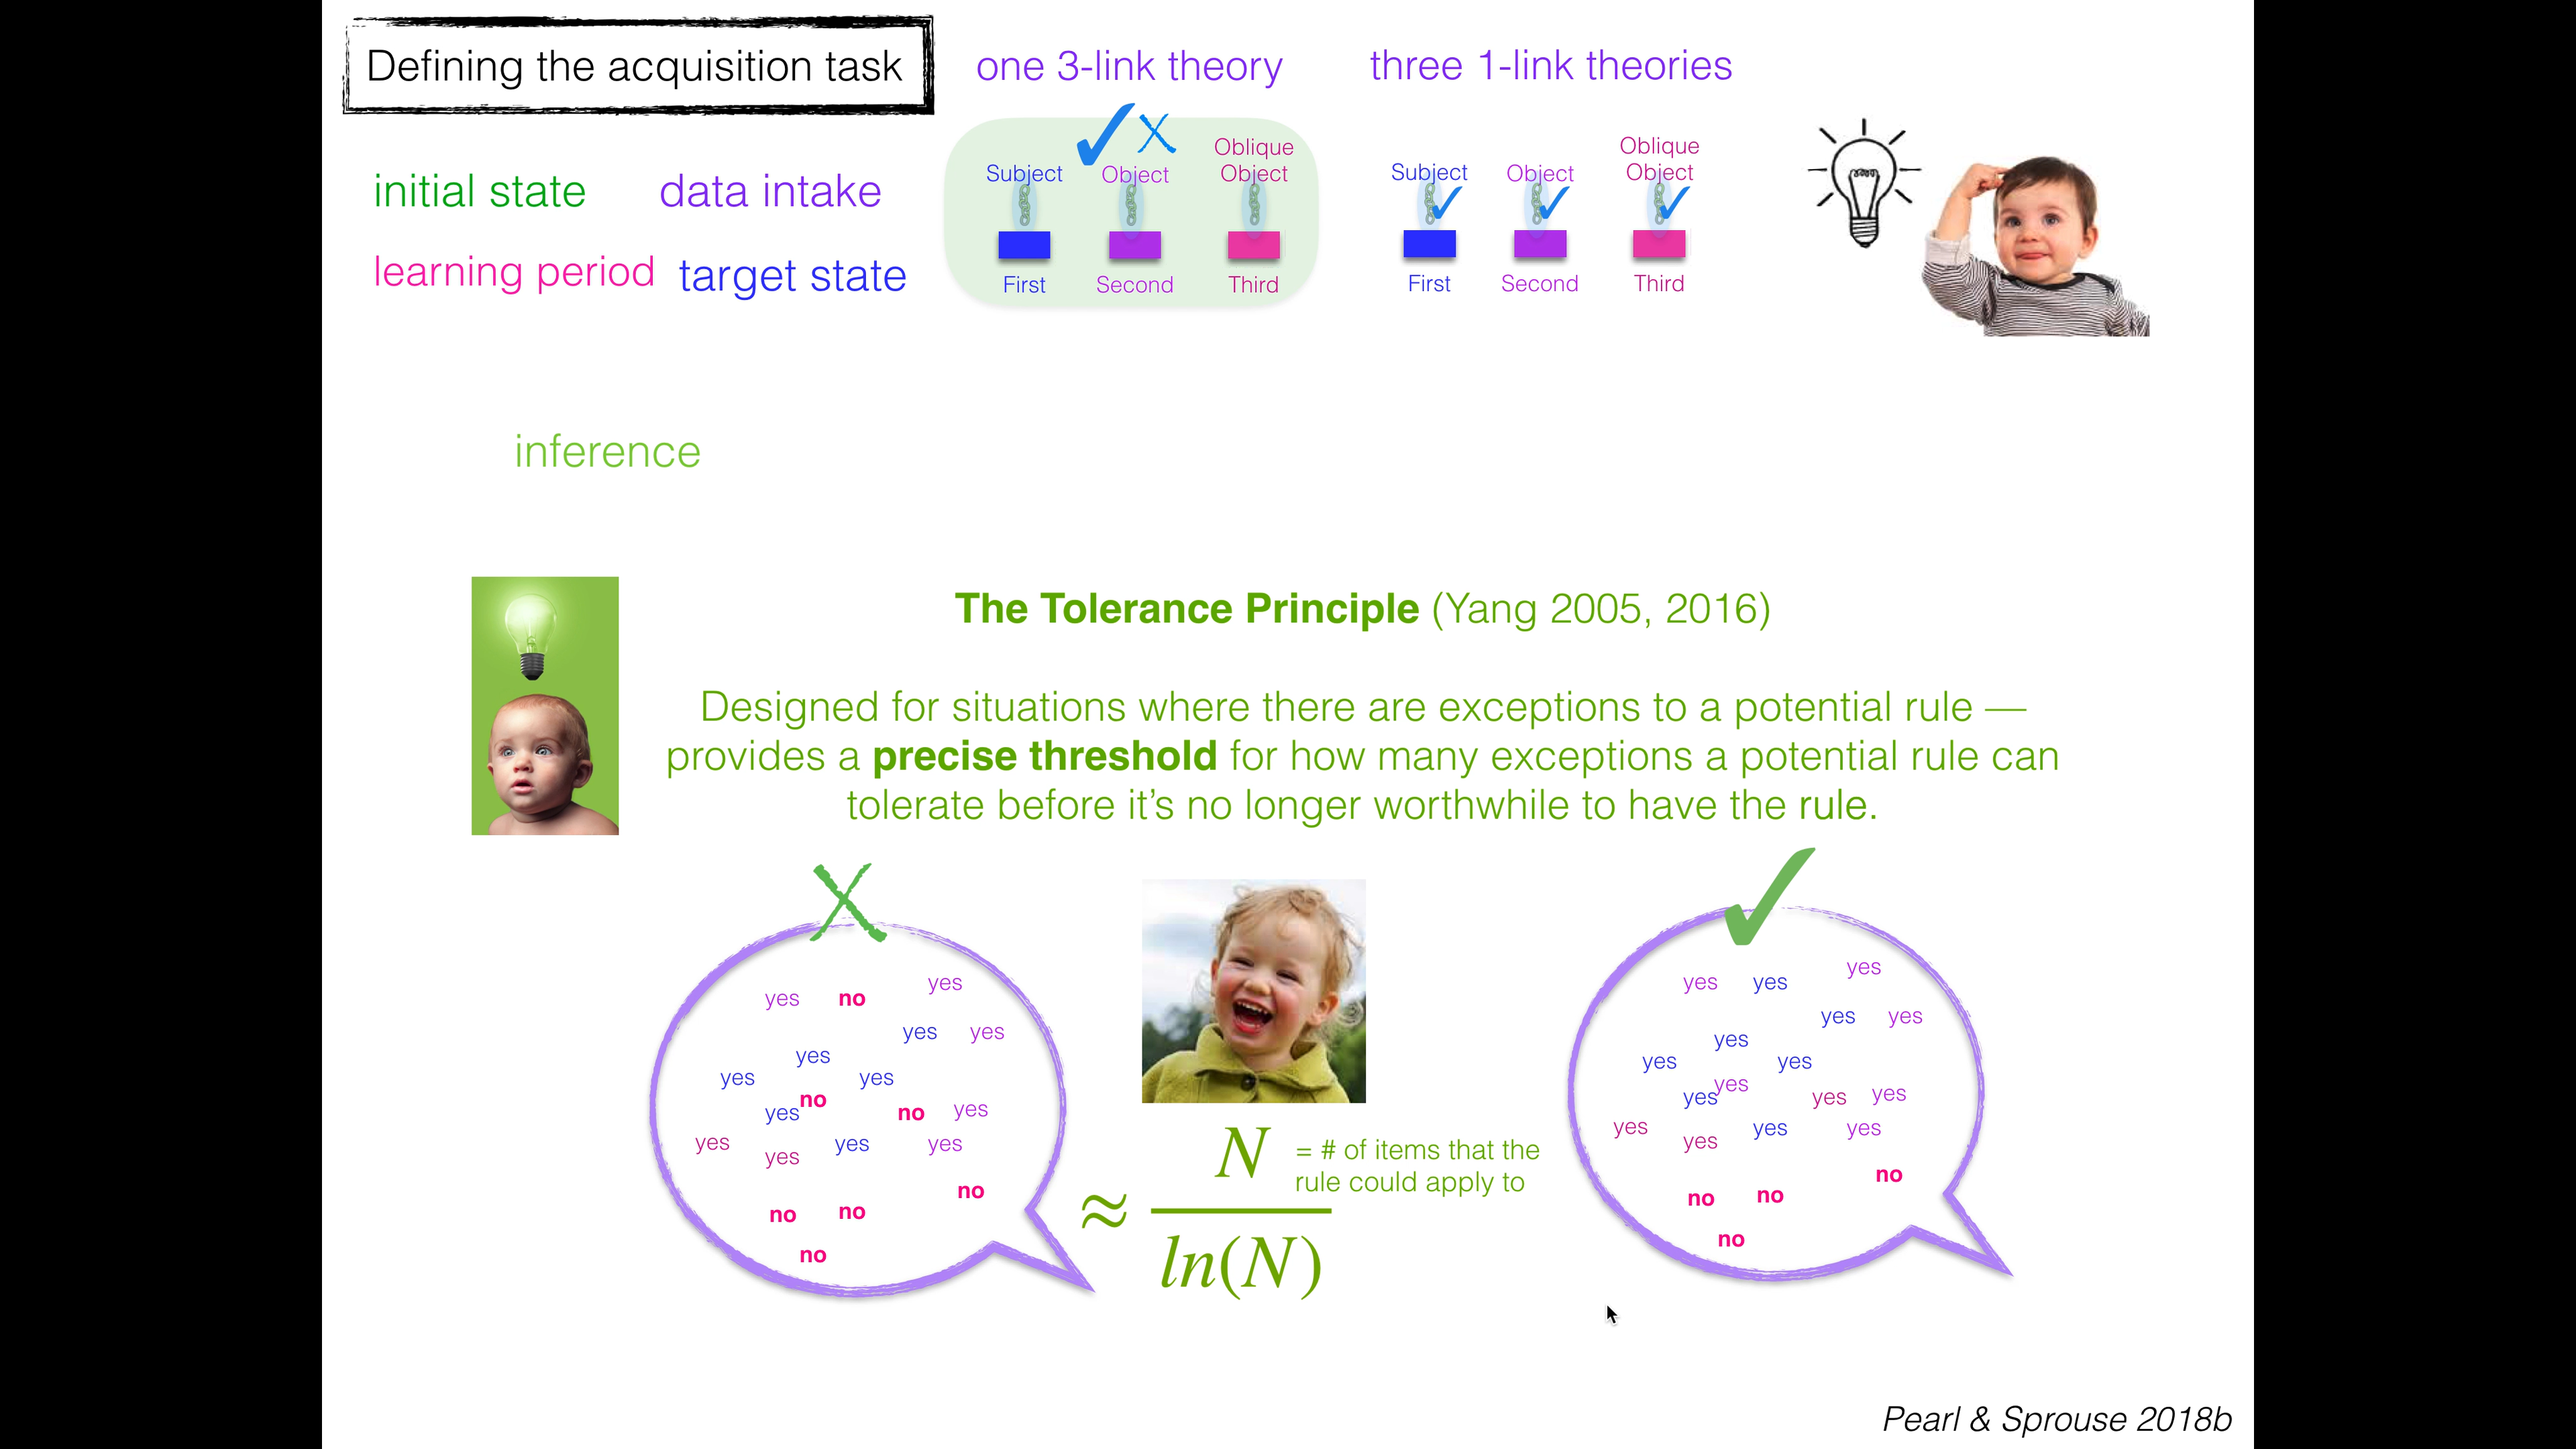 Defining the acquisition task
one 3-link theory
three 1-link theories
initial state
data intake
learning period
target state
Subject
Object
Oblique
Object
First
Second
Third
Subject
Object
Oblique
Object
First
Second
Third
inference
The Tolerance Principle (Yang 2005, 2016)
Designed for situations where there are exceptions to a potential rule —
provides a precise threshold for how many exceptions a potential rule can
tolerate before it’s no longer worthwhile to have the rule.
yes no yes
yes yes
yes
yes yes
no
yes no yes
yes yes yes yes
no
no no
no
≈ N
ln(N)
= # of items that the
rule could apply to
yes yes yes
yes yes
yes
yes yes
yes
yes yes yes
yes yes yes yes
no
no no
no
Pearl & Sprouse 2018b